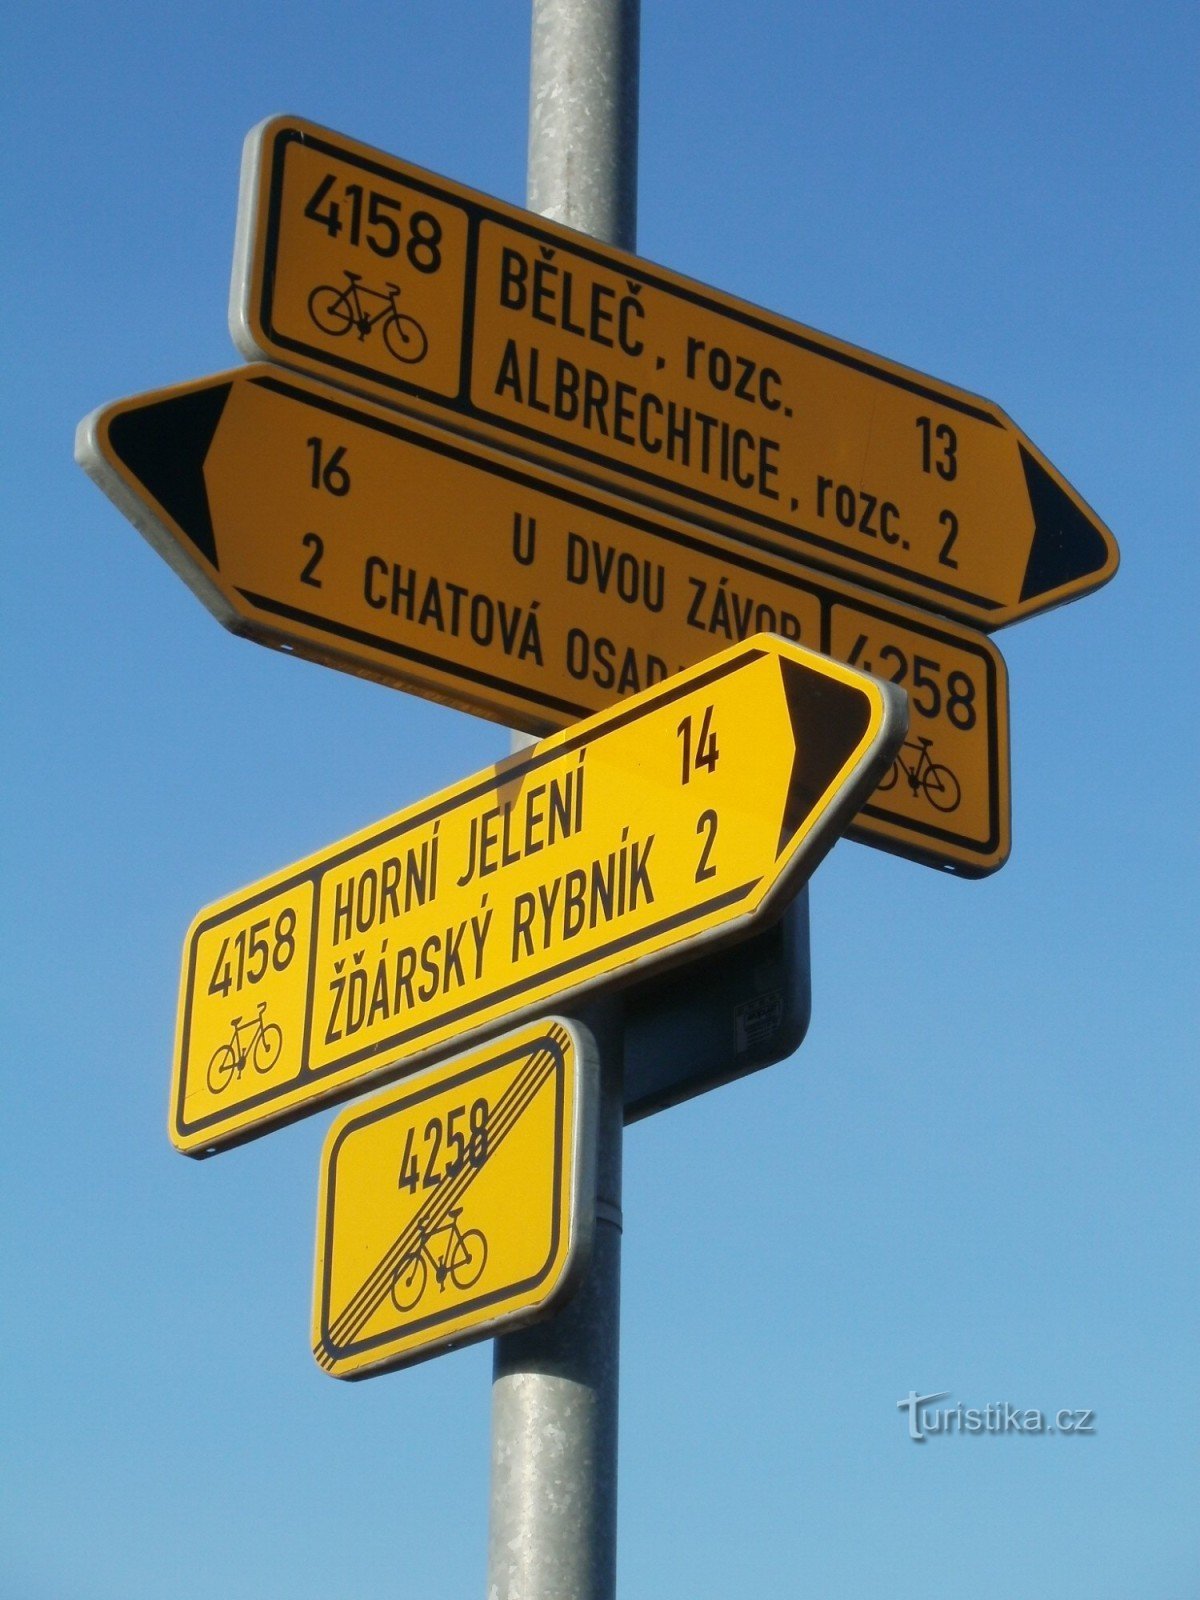 4158
BĚLEČ, rozc. 13
ALBRECHTICE, rozc. 2
16 U DVOU ZÁVOR
2 CHATOVÁ OSADA
4258
HORNÍ JELENÍ 14
4158
ŽĎÁRSKÝ RYBNÍK 2
4258
Turistika.cz